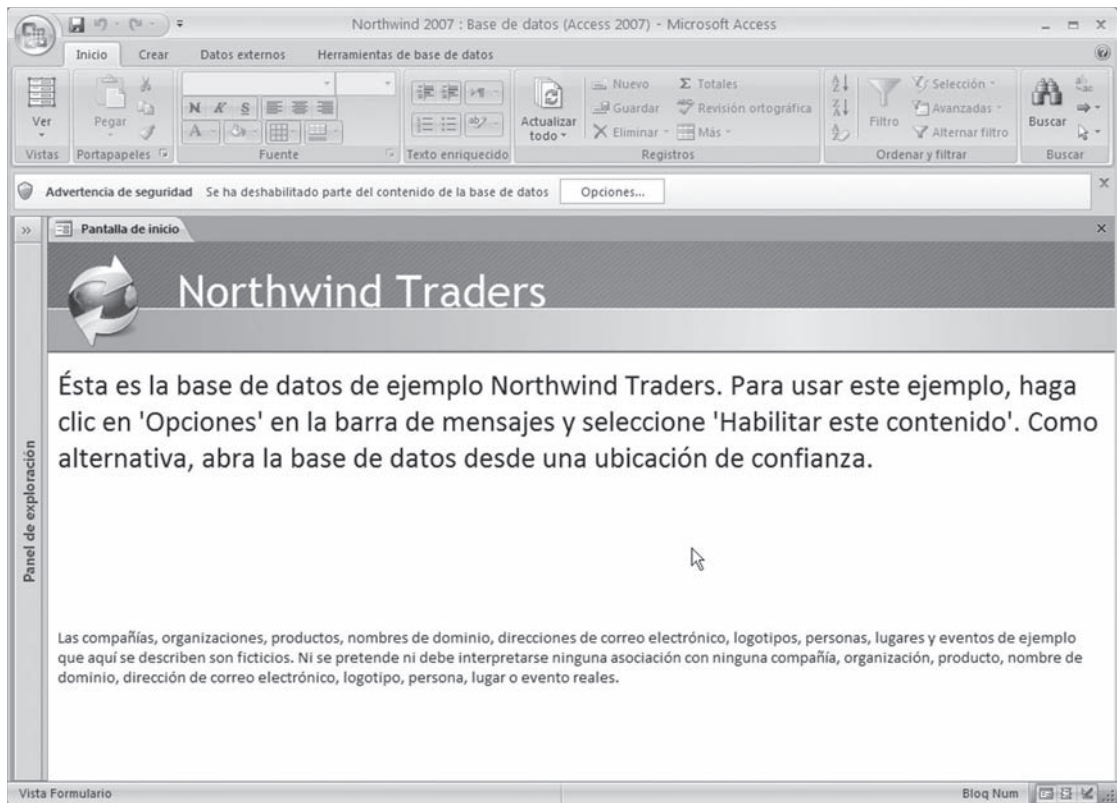 Northwind 2007 : Base de datos (Access 2007) - Microsoft Access
Inicio Crear Datos externos Herramientas de base de datos
Ver
Vistas
Pegar
Portapapeles
N K S
A
Fuente
Texto enriquecido
Actualizar todo
Nuevo
Guardar
Eliminar
Σ Totales
Revisión ortográfica
Más
Registros
Filtro
Selección
Avanzadas
Alternar filtro
Ordenar y filtrar
Buscar
Buscar
Advertencia de seguridad Se ha deshabilitado parte del contenido de la base de datos Opciones...
Pantalla de inicio
Panel de exploración
Northwind Traders
Ésta es la base de datos de ejemplo Northwind Traders. Para usar este ejemplo, haga
clic en 'Opciones' en la barra de mensajes y seleccione 'Habilitar este contenido'. Como
alternativa, abra la base de datos desde una ubicación de confianza.
Las compañías, organizaciones, productos, nombres de dominio, direcciones de correo electrónico, logotipos, personas, lugares y eventos de ejemplo
que aquí se describen son ficticios. Ni se pretende ni debe interpretarse ninguna asociación con ninguna compañía, organización, producto, nombre de
dominio, dirección de correo electrónico, logotipo, persona, lugar o evento reales.
Vista Formulario Bloq Num